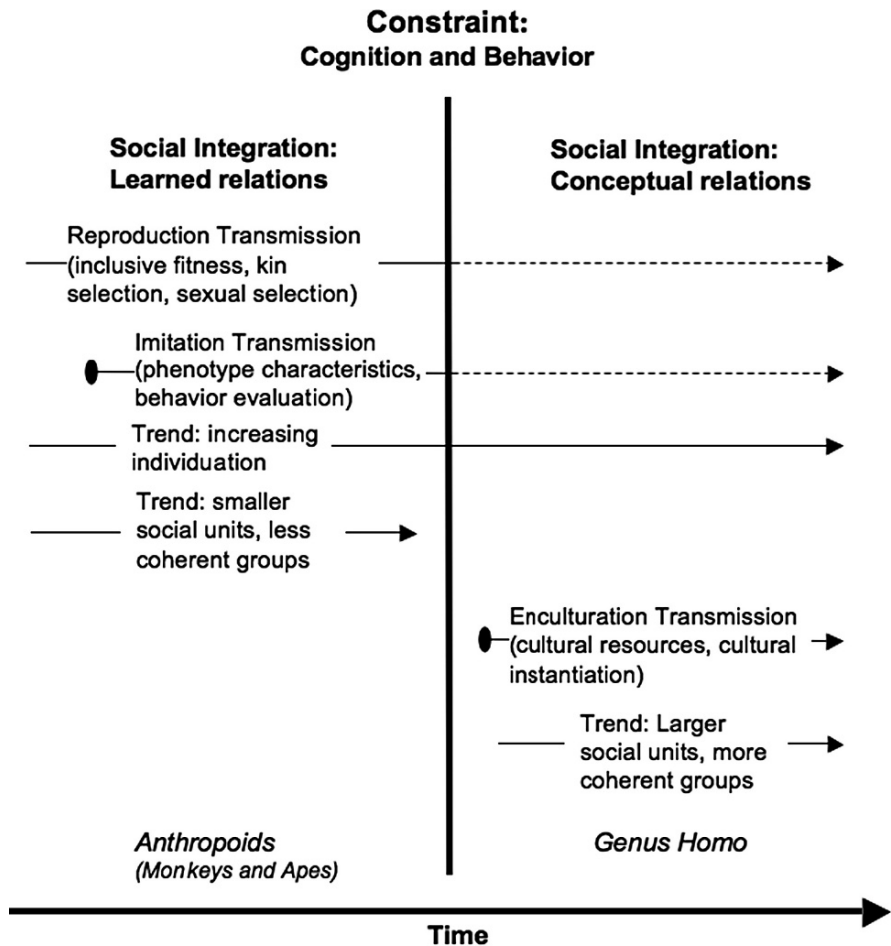 Constraint:
Cognition and Behavior
Social Integration:
Learned relations
Social Integration:
Conceptual relations
Reproduction Transmission
(inclusive fitness, kin
selection, sexual selection)
Imitation Transmission
(phenotype characteristics,
behavior evaluation)
Trend: increasing
individuation
Trend: smaller
social units, less
coherent groups
Enculturation Transmission
(cultural resources, cultural
instantiation)
Trend: Larger
social units, more
coherent groups
Anthropoids
(Monkeys and Apes)
Genus Homo
Time